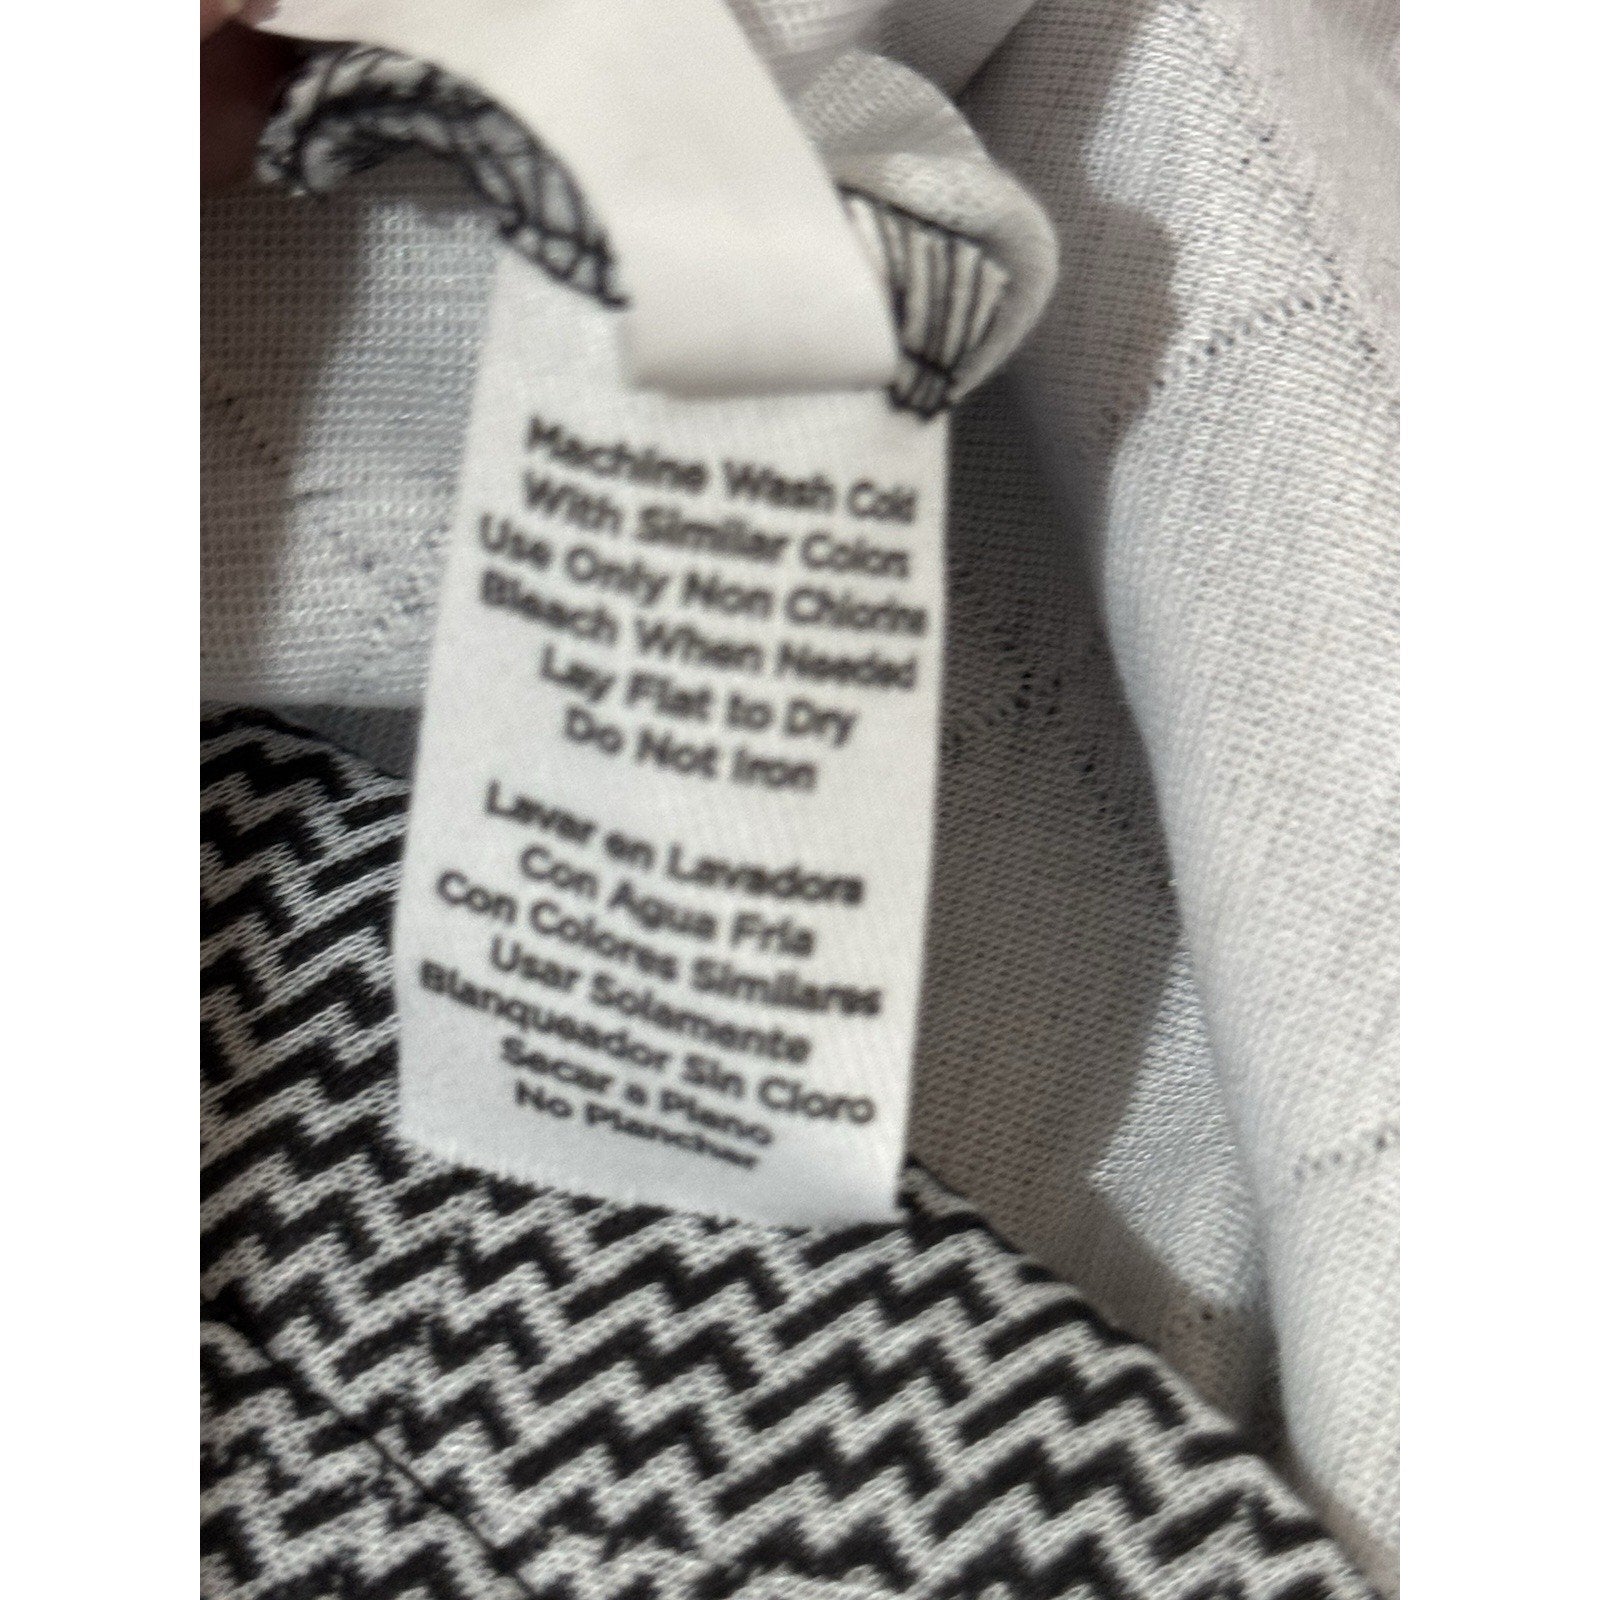 Machine Wash Cold
With Similar Colors
Use Only Non Chlorine
Bleach When Needed
Lay Flat to Dry
Do Not Iron
Lavar en Lavadora
Con Agua Fría
Con Colores Similares
Usar Solamente
Blanqueador Sin Cloro
Secar a Plano
No Planchar